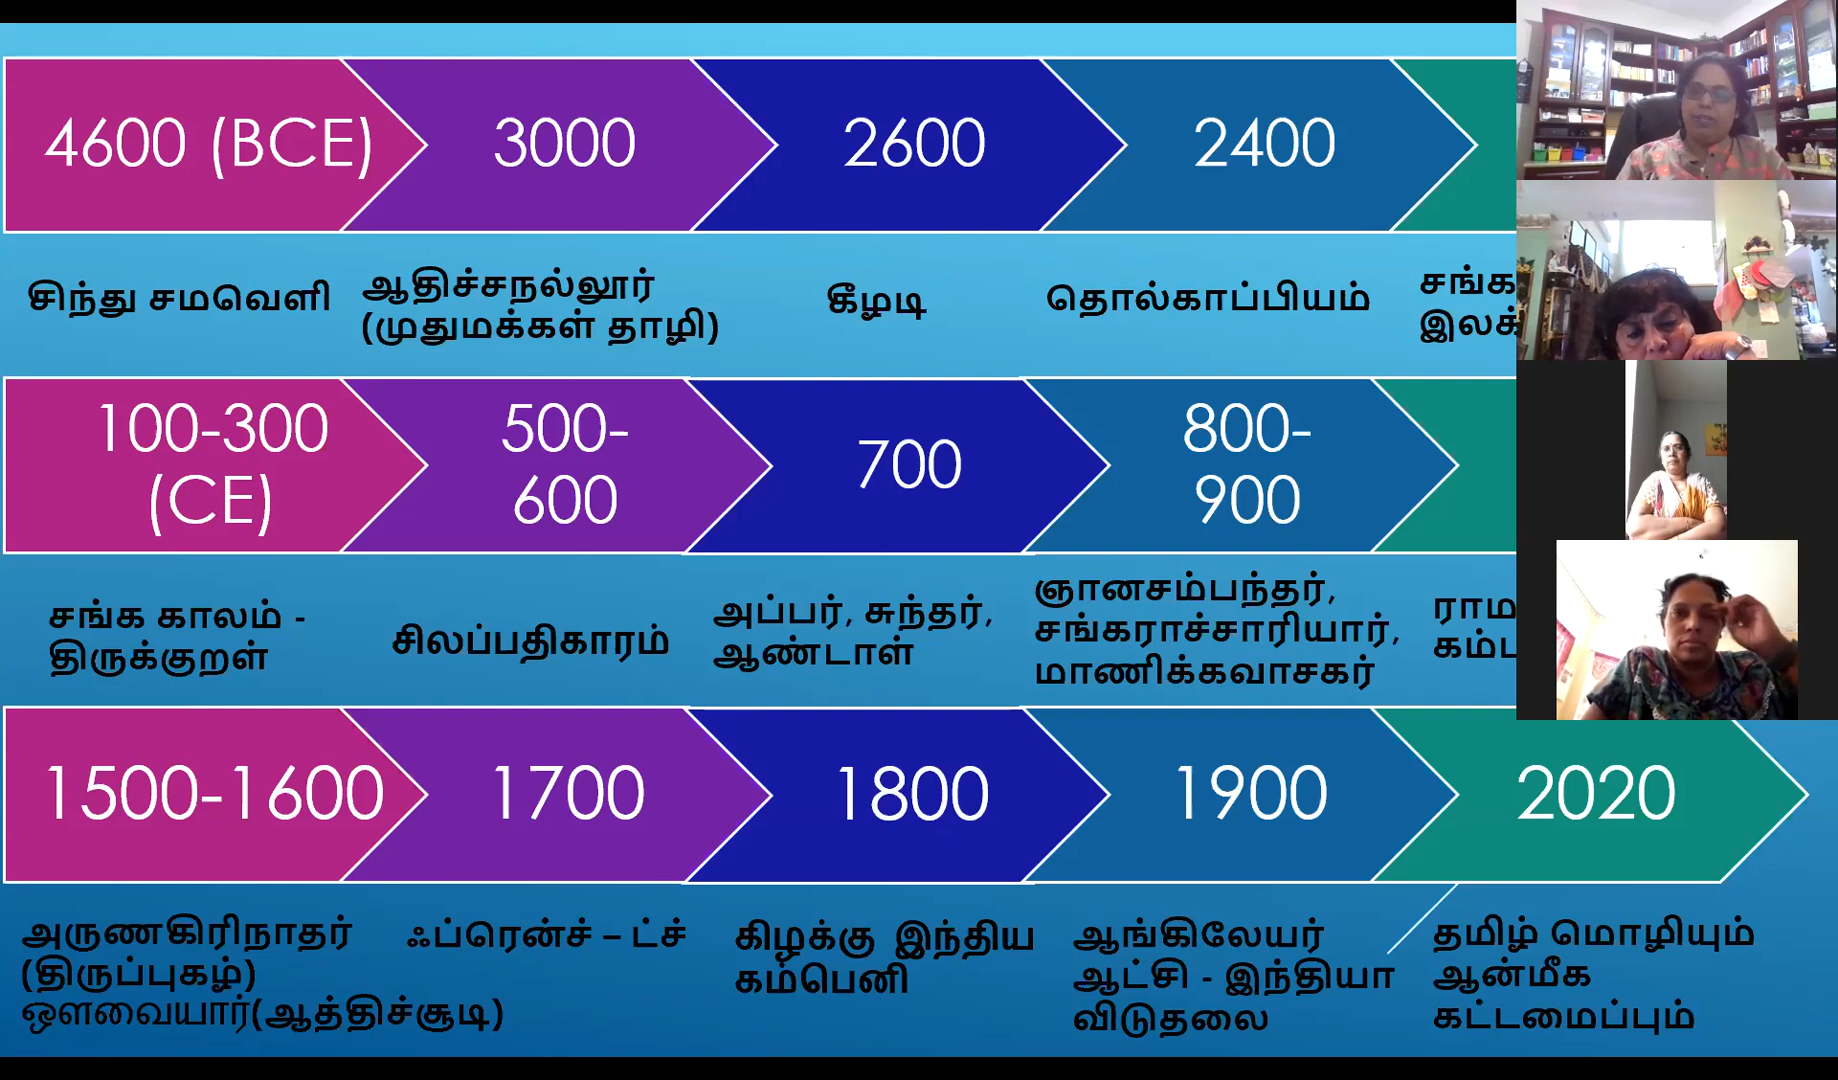 4600 (BCE)
3000
2600
2400
சிந்து சமவெளி
ஆதிச்சநல்லூர்
(முதுமக்கள் தாழி)
கீழடி
தொல்காப்பியம்
சங்க
100-300
(CE)
500-
600
700
800-
900
சங்க காலம் -
திருக்குறள்
சிலப்பதிகாரம்
அப்பர், சுந்தர்,
ஆண்டாள்
ஞானசம்பந்தர்,
சங்கராச்சாரியார்,
மாணிக்கவாசகர்
1500-1600
1700
1800
1900
2020
அருணகிரிநாதர்
(திருப்புகழ்)
ஔவையார்(ஆத்திச்சூடி)
ஃப்ரென்ச் – ட்ச்
கிழக்கு இந்திய
கம்பெனி
ஆங்கிலேயர்
ஆட்சி - இந்தியா
விடுதலை
தமிழ் மொழியும்
ஆன்மீக
கட்டமைப்பும்